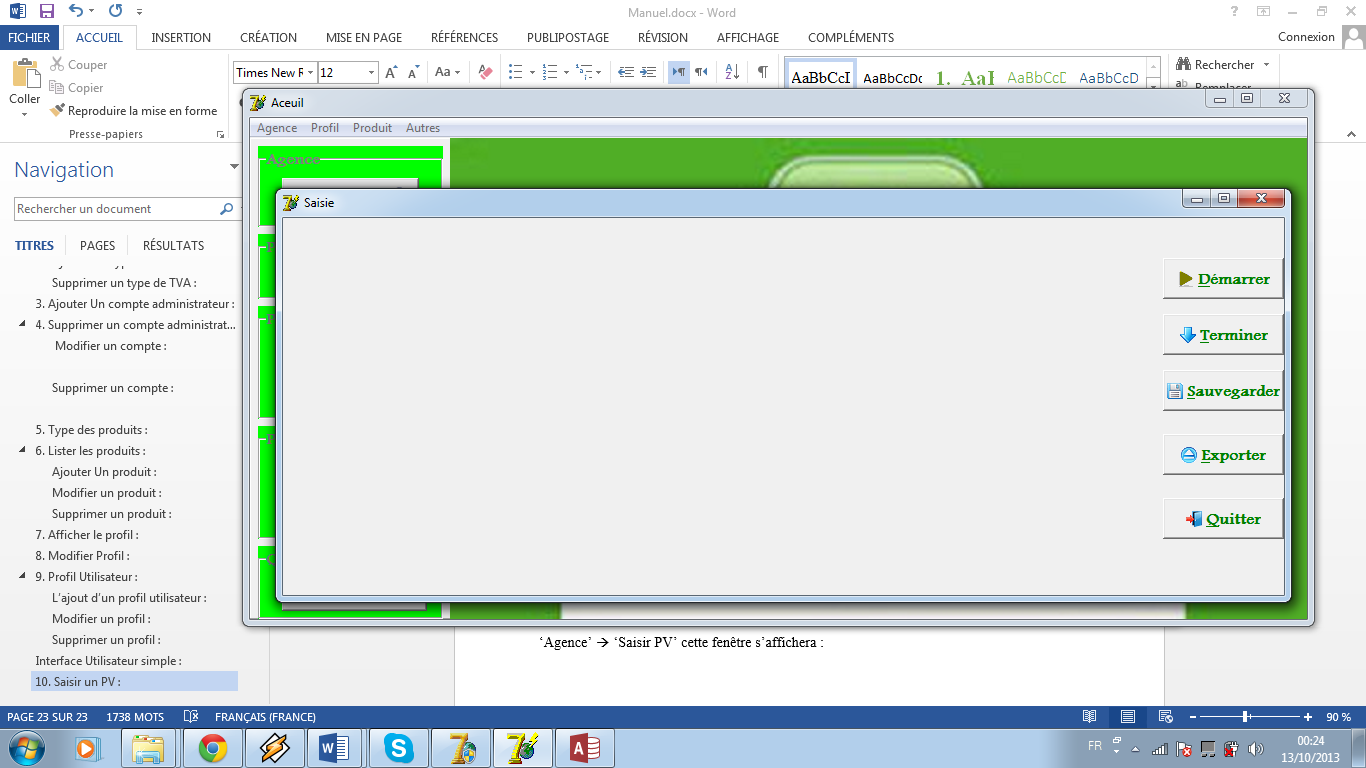 Manuel.docx - Word
FICHIER ACCUEIL INSERTION CRÉATION MISE EN PAGE RÉFÉRENCES PUBLIPOSTAGE RÉVISION AFFICHAGE COMPLÉMENTS Connexion
Coller
Couper
Copier
Reproduire la mise en forme
Presse-papiers
Times New R 12
Aa
AaBbCcI AaBbCcDc 1. AaI AaBbCcE AaBbCcD
Rechercher
Remplacer
Aceuil
Agence Profil Produit Autres
Agence
Saisie
Démarrer
Terminer
Sauvegarder
Exporter
Quitter
Navigation
Rechercher un document
TITRES PAGES RÉSULTATS
Supprimer un type de TVA :
3. Ajouter Un compte administrateur :
4. Supprimer un compte administrat...
Modifier un compte :
Supprimer un compte :
5. Type des produits :
6. Lister les produits :
Ajouter Un produit :
Modifier un produit :
Supprimer un produit :
7. Afficher le profil :
8. Modifier Profil :
9. Profil Utilisateur :
L’ajout d’un profil utilisateur :
Modifier un profil :
Supprimer un profil :
Interface Utilisateur simple :
10. Saisir un PV :
‘Agence’ → ‘Saisir PV’ cette fenêtre s’affichera :
PAGE 23 SUR 23 1738 MOTS FRANÇAIS (FRANCE) 90 %
FR 00:24
13/10/2013